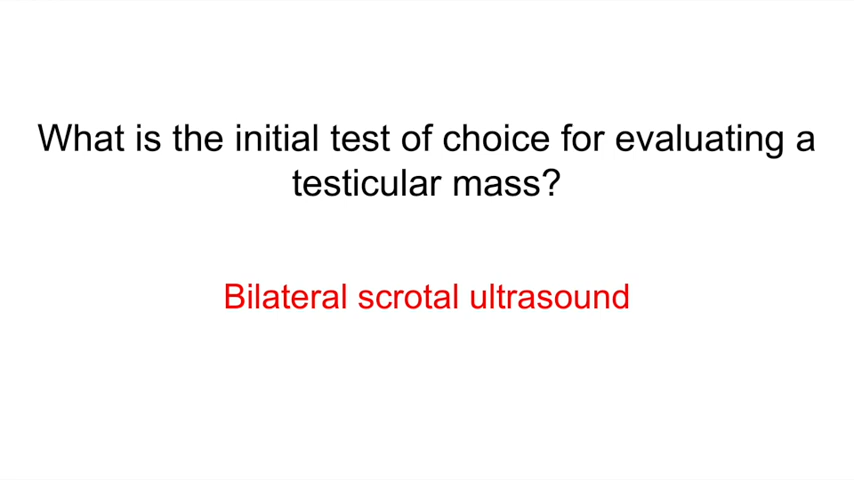 What is the initial test of choice for evaluating a
testicular mass?
Bilateral scrotal ultrasound